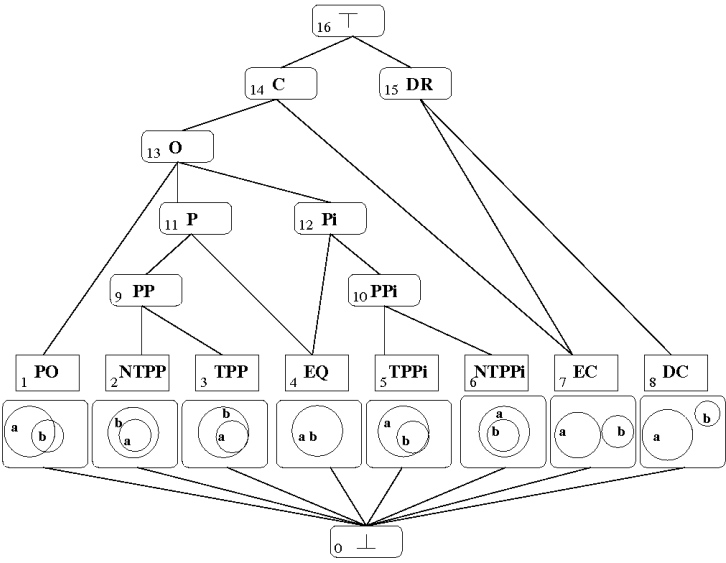 16 ⊤
14 C
15 DR
13 O
11 P
12 Pi
9 PP
10 PPi
1 PO
2 NTPP
3 TPP
4 EQ
5 TPPi
6 NTPPi
7 EC
8 DC
a b
b a
b a
a b
a b
a b
a b
a b
0 ⊥